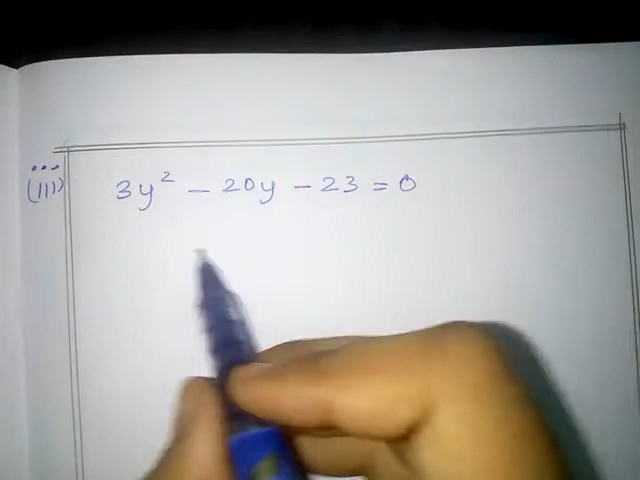 (iii) 3y² - 20y - 23 = 0